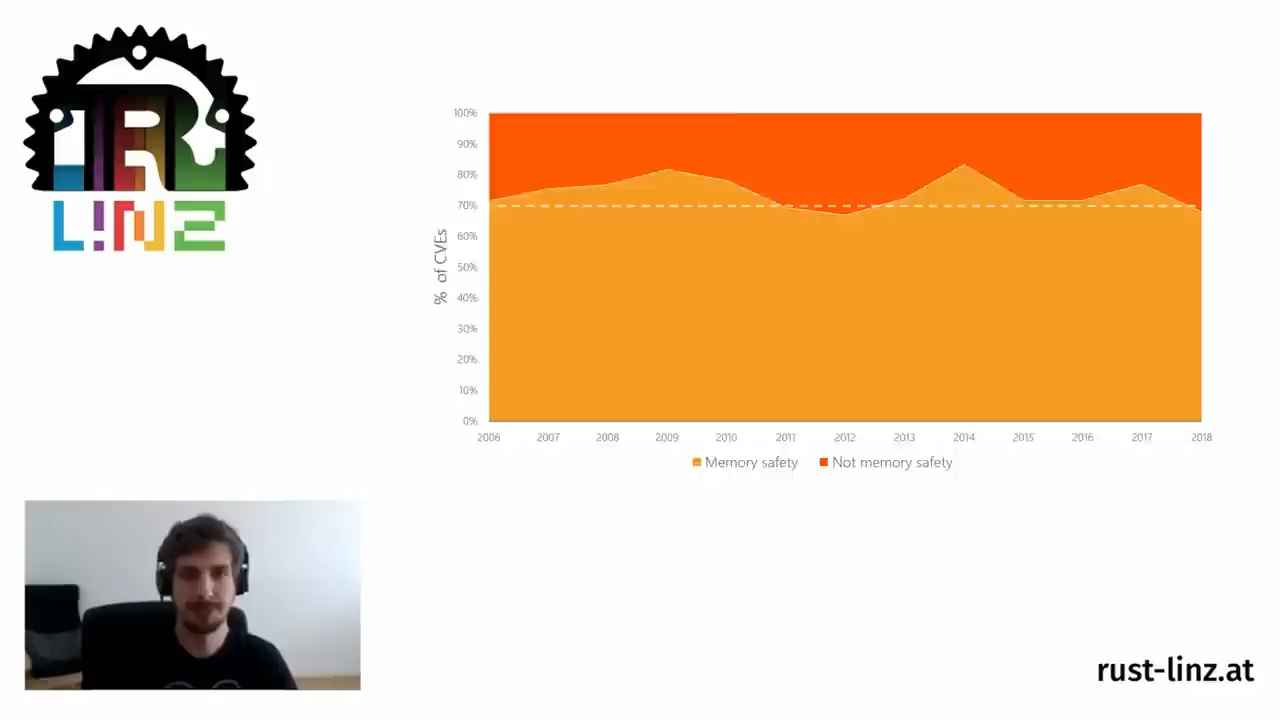 L!NZ
100%
90%
80%
70%
60%
50%
40%
30%
20%
10%
0%
% of CVEs
2006 2007 2008 2009 2010 2011 2012 2013 2014 2015 2016 2017 2018
Memory safety Not memory safety
rust-linz.at